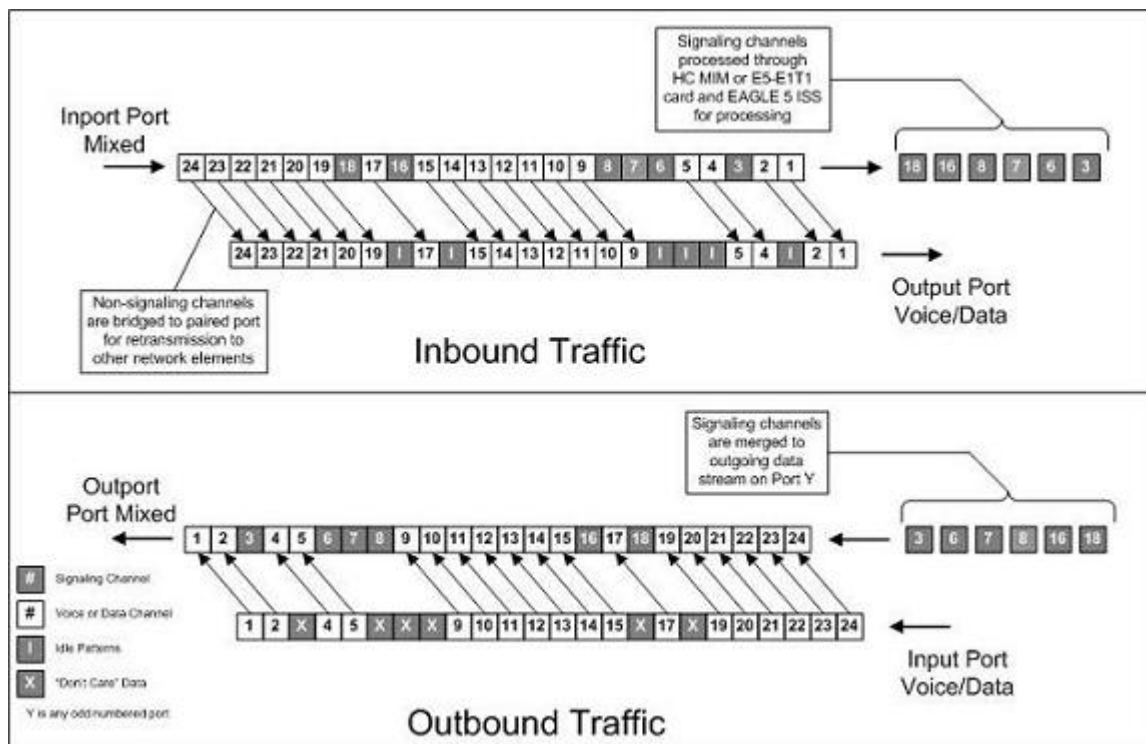 Signaling channels
processed through
HC MIM or E5-E1T1
card and EAGLE 5 ISS
for processing
Inport Port
Mixed
24 23 22 21 20 19 18 17 16 15 14 13 12 11 10 9 8 7 6 5 4 3 2 1
18 16 8 7 6 3
24 23 22 21 20 19 I 17 I 15 14 13 12 11 10 9 I I I 5 4 I 2 1
Non-signaling channels
are bridged to paired port
for retransmission to
other network elements
Output Port
Voice/Data
Inbound Traffic
Signaling channels
are merged to
outgoing data
stream on Port Y
Outport
Port Mixed
1 2 3 4 5 6 7 8 9 10 11 12 13 14 15 16 17 18 19 20 21 22 23 24
3 6 7 8 16 18
# Signaling Channel
# Voice or Data Channel
I Idle Patterns
X "Don't Care" Data
Y is any odd numbered port
1 2 X 4 5 X X X 9 10 11 12 13 14 15 X 17 X 19 20 21 22 23 24
Input Port
Voice/Data
Outbound Traffic